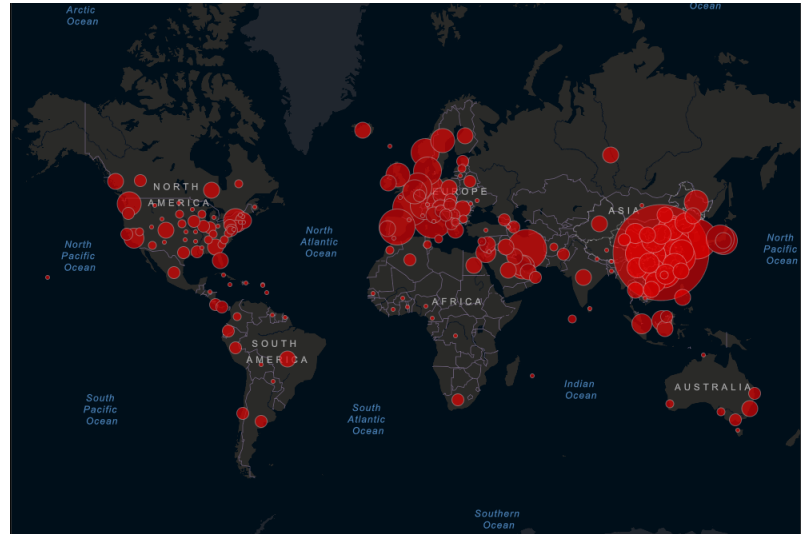 Arctic
Ocean
Ocean
NORTH
AMERICA
EUROPE
ASIA
North
Pacific
Ocean
North
Atlantic
Ocean
North
Pacific
Ocean
AFRICA
SOUTH
AMERICA
South
Pacific
Ocean
South
Atlantic
Ocean
Indian
Ocean
AUSTRALIA
Southern
Ocean